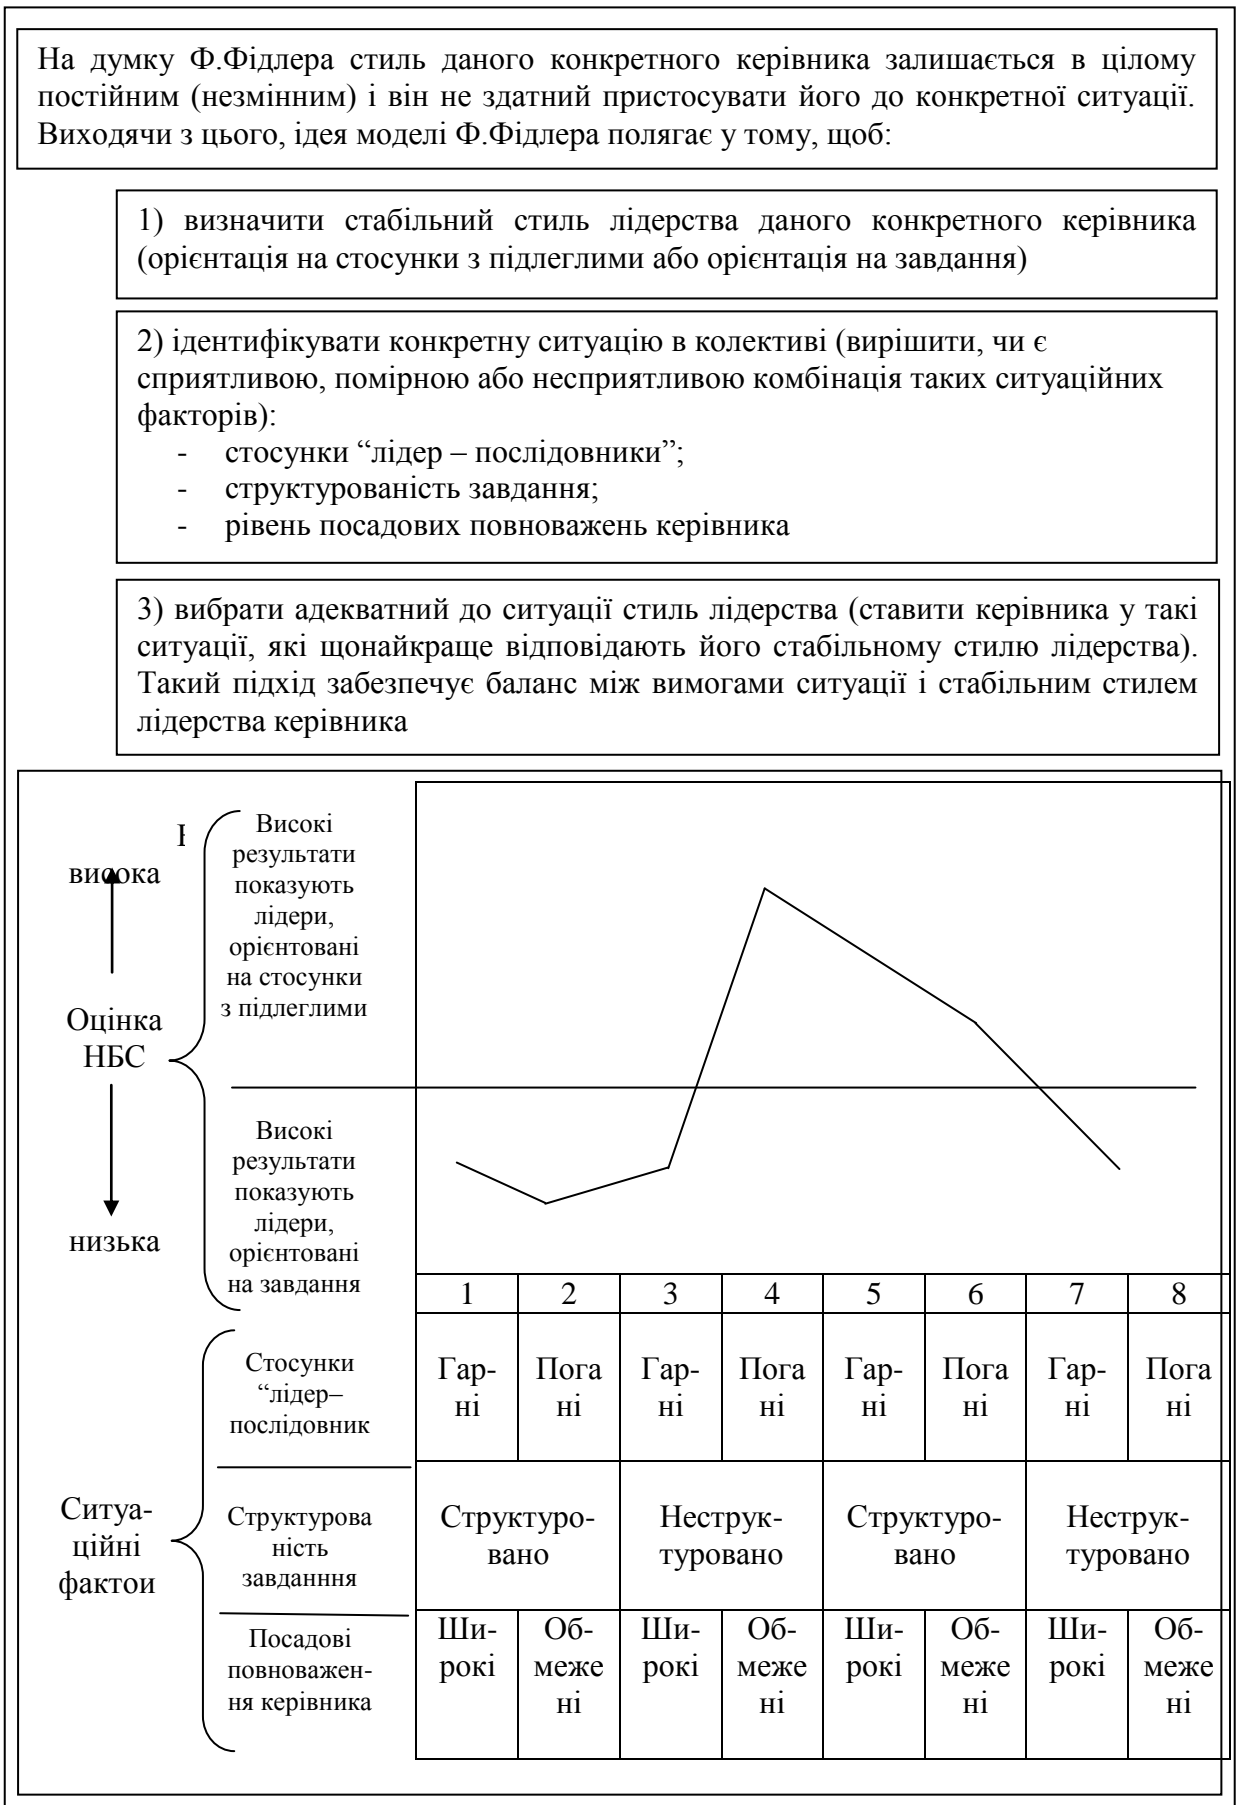 На думку Ф.Фідлера стиль даного конкретного керівника залишається в цілому
постійним (незмінним) і він не здатний пристосувати його до конкретної ситуації.
Виходячи з цього, ідея моделі Ф.Фідлера полягає у тому, щоб:
1) визначити стабільний стиль лідерства даного конкретного керівника
(орієнтація на стосунки з підлеглими або орієнтація на завдання)
2) ідентифікувати конкретну ситуацію в колективі (вирішити, чи є
сприятливою, помірною або несприятливою комбінація таких ситуаційних
факторів):
- стосунки “лідер – послідовники”;
- структурованість завдання;
- рівень посадових повноважень керівника
3) вибрати адекватний до ситуації стиль лідерства (ставити керівника у такі
ситуації, які щонайкраще відповідають його стабільному стилю лідерства).
Такий підхід забезпечує баланс між вимогами ситуації і стабільним стилем
лідерства керівника
висока
Оцінка
НБС
низька
Високі
результати
показують
лідери,
орієнтовані
на стосунки
з підлеглими
Високі
результати
показують
лідери,
орієнтовані
на завдання
1 2 3 4 5 6 7 8
Ситуа-
ційні
фактои
Стосунки
“лідер–
послідовник
Гар-
ні
Пога
ні
Гар-
ні
Пога
ні
Гар-
ні
Пога
ні
Гар-
ні
Пога
ні
Структурова
ність
завданння
Структуро-
вано
Неструк-
туровано
Структуро-
вано
Неструк-
туровано
Посадові
повноважен-
ня керівника
Ши-
рокі
Об-
меже
ні
Ши-
рокі
Об-
меже
ні
Ши-
рокі
Об-
меже
ні
Ши-
рокі
Об-
меже
ні